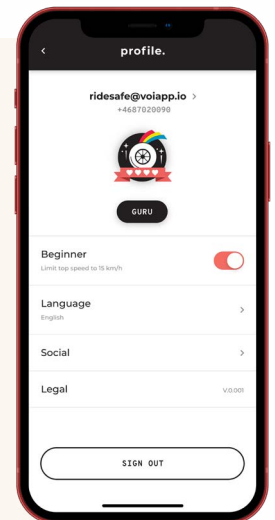 profile.
ridesafe@voiapp.io >
+4687020090
GURU
Beginner
Limit top speed to 15 km/h
Language
English
Social
Legal
V.0.001
SIGN OUT